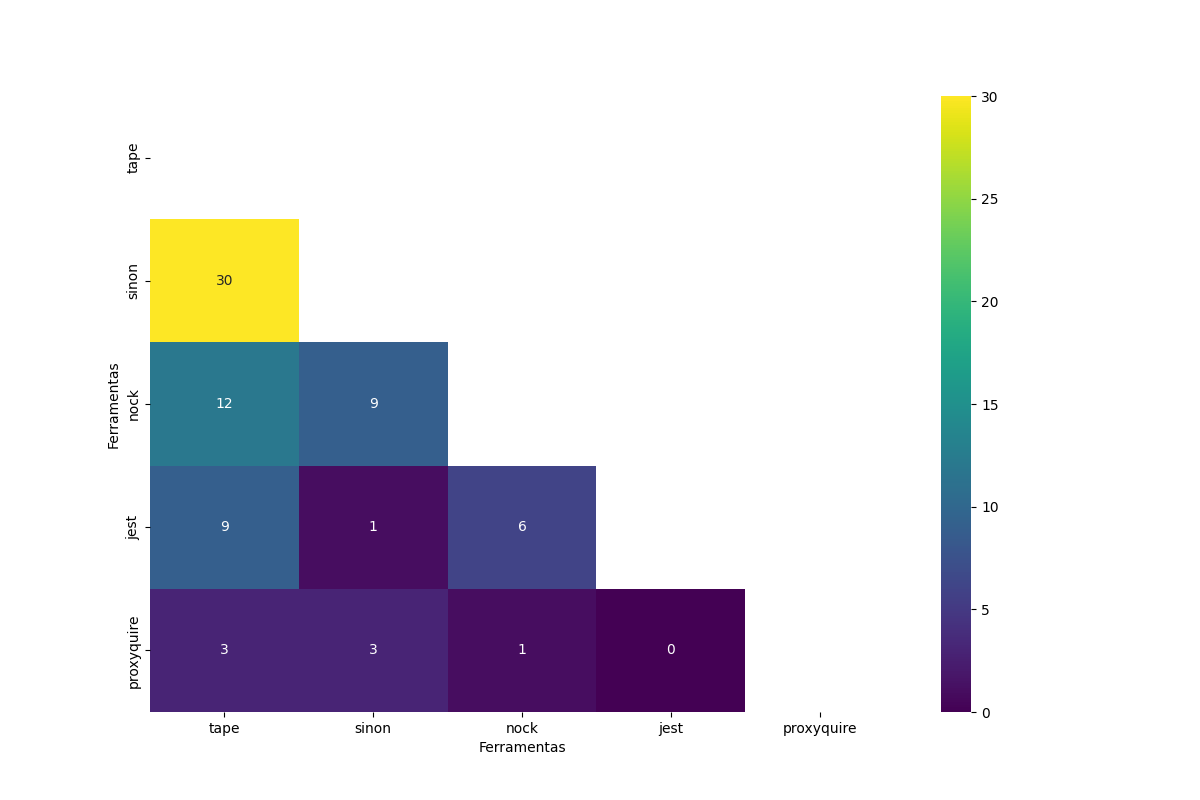 30
25
20
15
10
5
0
Ferramentas
tape
sinon
30
nock
12 9
jest
9 1 6
proxyquire
3 3 1 0
tape sinon nock jest proxyquire
Ferramentas